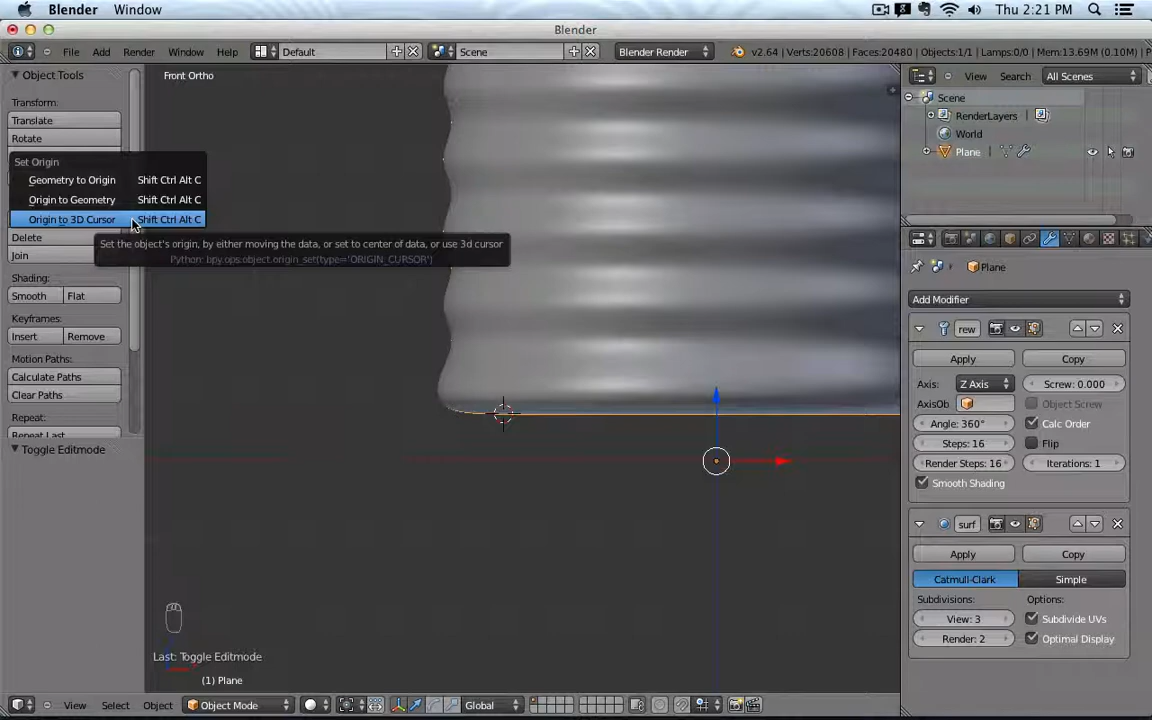 Blender Window Thu 2:21 PM
Blender
File Add Render Window Help Default Scene Blender Render v2.64 | Verts:20608 | Faces:20480 | Objects:1/1 | Lamps:0/0 | Mem:13.69M (0.10M) | P
Object Tools
Transform:
Translate
Rotate
Set Origin
Geometry to Origin Shift Ctrl Alt C
Origin to Geometry Shift Ctrl Alt C
Origin to 3D Cursor Shift Ctrl Alt C
Set the object's origin, by either moving the data, or set to center of data, or use 3d cursor
Python: bpy.ops.object.origin_set(type='ORIGIN_CURSOR')
Delete
Join
Shading:
Smooth Flat
Keyframes:
Insert Remove
Motion Paths:
Calculate Paths
Clear Paths
Repeat:
Repeat Last
Toggle Editmode
Front Ortho
Last: Toggle Editmode
(1) Plane
View Select Object Object Mode Global
View Search All Scenes
Scene
RenderLayers
World
Plane
Plane
Add Modifier
rew
Apply Copy
Axis: Z Axis Screw: 0.000
AxisOb Object Screw
Angle: 360° Calc Order
Steps: 16 Flip
Render Steps: 16 Iterations: 1
Smooth Shading
surf
Apply Copy
Catmull-Clark Simple
Subdivisions: Options:
View: 3 Subdivide UVs
Render: 2 Optimal Display